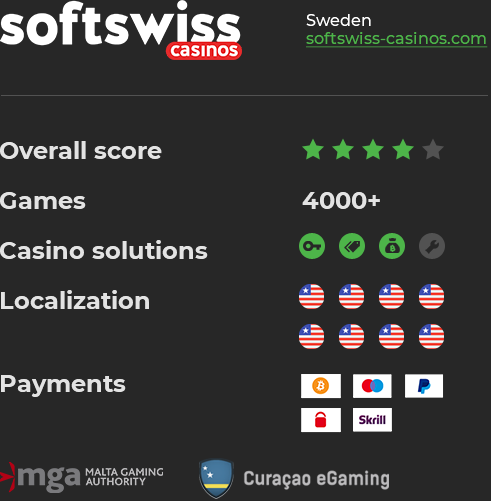 softswiss
casinos
Sweden
softswiss-casinos.com
Overall score
Games 4000+
Casino solutions
Localization
Payments
Skrill
mga MALTA GAMING
AUTHORITY
Curaçao eGaming